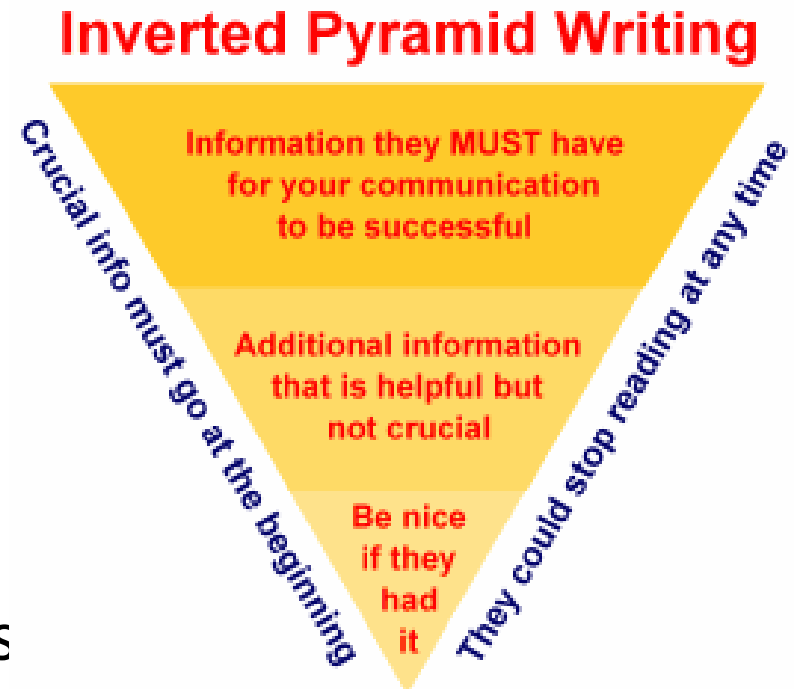 Inverted Pyramid Writing
Information they MUST have
for your communication
to be successful
Additional information
that is helpful but
not crucial
Be nice
if they
had
it
Crucial info must go at the beginning
They could stop reading at any time
s